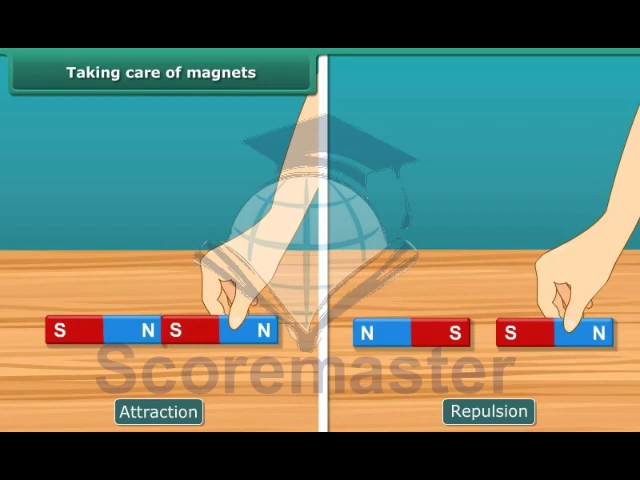 Taking care of magnets
S N S N
N S S N
Scoremaster
Attraction
Repulsion